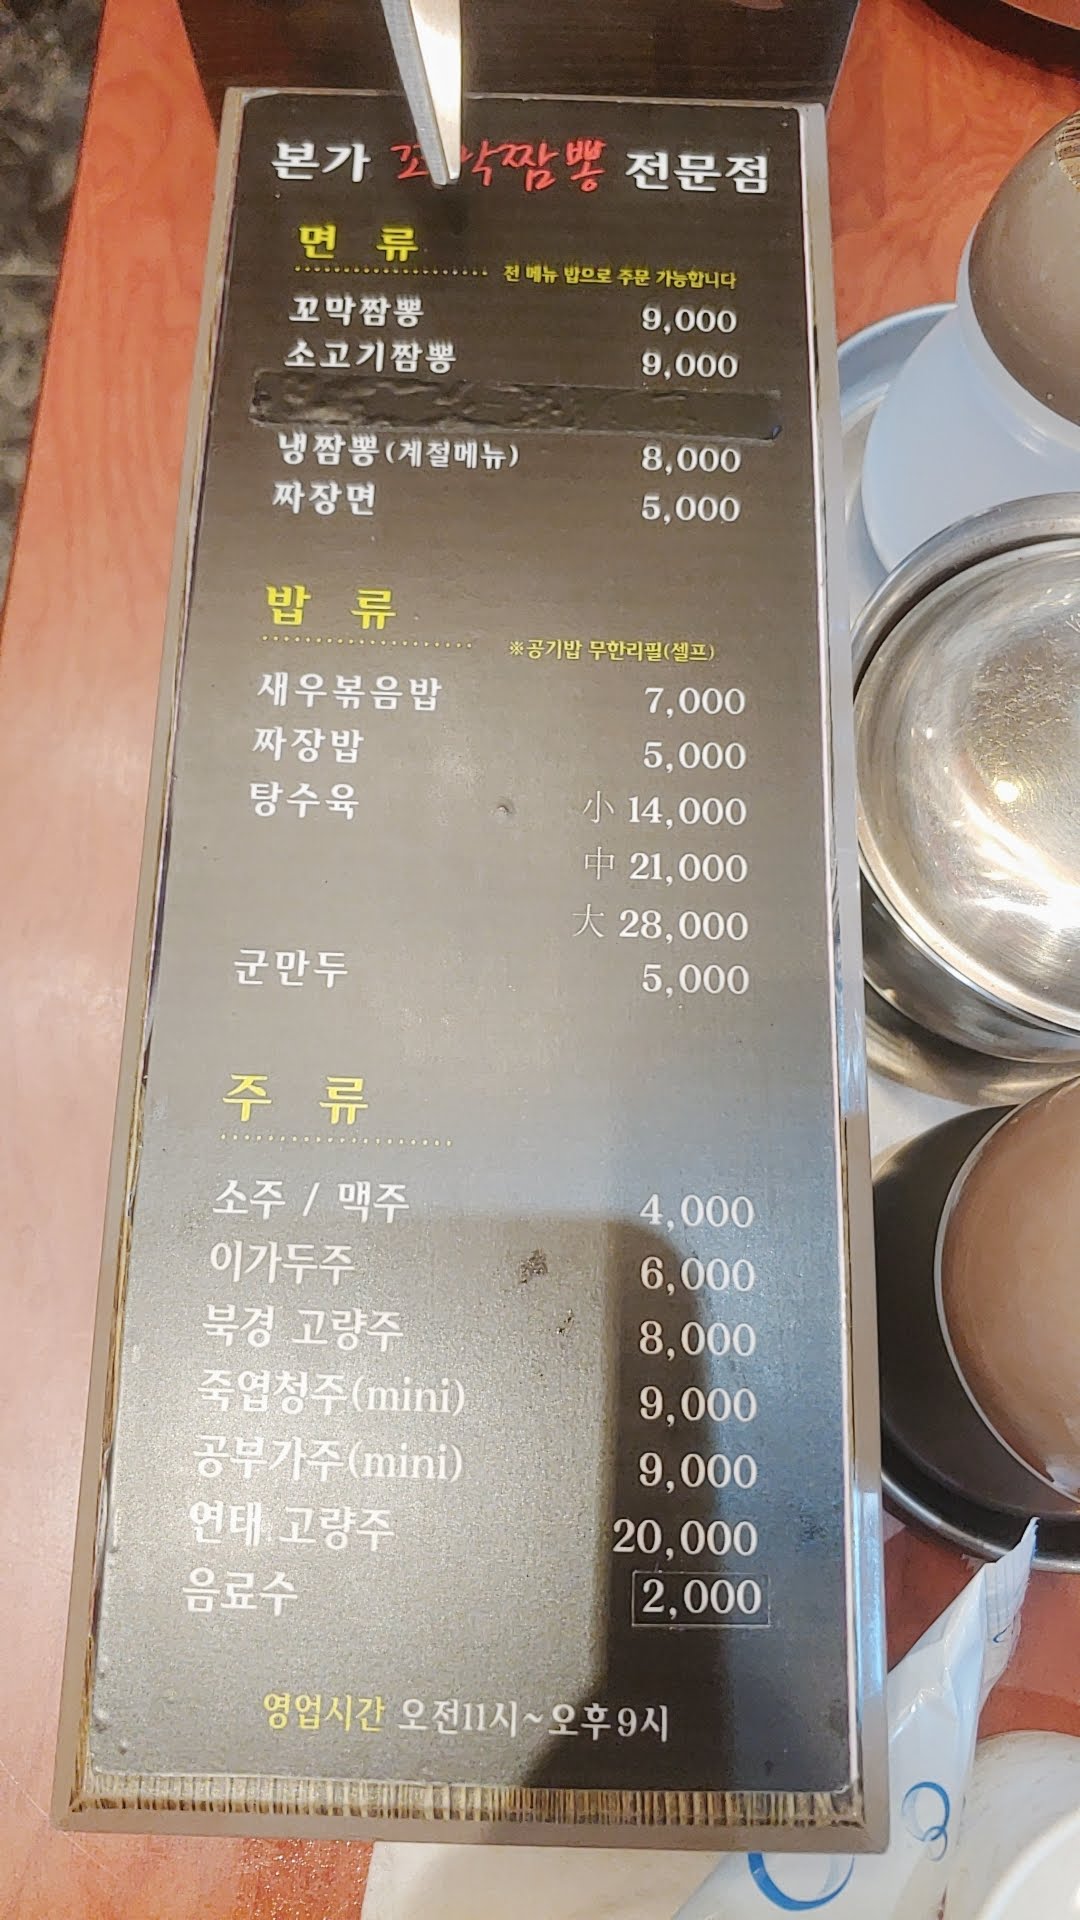 본가 꼬막짬뽕 전문점
면 류
전 메뉴 밥으로 주문 가능합니다
꼬막짬뽕 9,000
소고기짬뽕 9,000
냉짬뽕(계절메뉴) 8,000
짜장면 5,000
밥 류
※공기밥 무한리필(셀프)
새우볶음밥 7,000
짜장밥 5,000
탕수육 小 14,000
中 21,000
大 28,000
군만두 5,000
주 류
소주 / 맥주 4,000
이가두주 6,000
북경 고량주 8,000
죽엽청주(mini) 9,000
공부가주(mini) 9,000
연태 고량주 20,000
음료수 2,000
영업시간 오전11시~오후9시